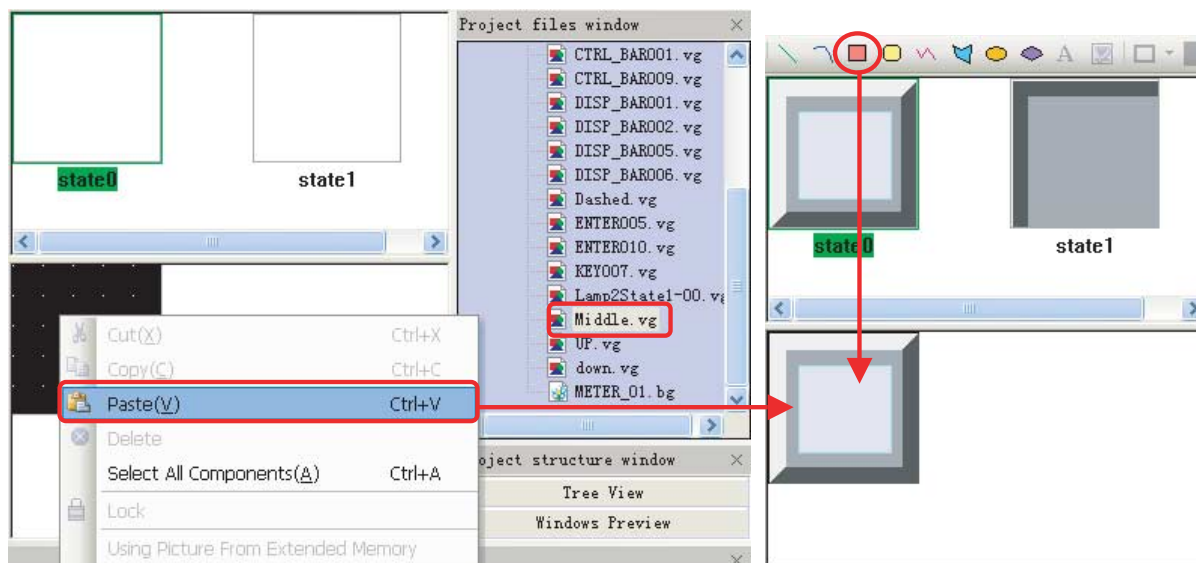 state0
state1
Cut(X) Ctrl+X
Copy(C) Ctrl+C
Paste(V) Ctrl+V
Delete
Select All Components(A) Ctrl+A
Lock
Using Picture From Extended Memory
Project files window
CTRL_BAR001.vg
CTRL_BAR009.vg
DISP_BAR001.vg
DISP_BAR002.vg
DISP_BAR005.vg
DISP_BAR006.vg
Dashed.vg
ENTER005.vg
ENTER010.vg
KEY007.vg
Lamp2State1-00.vg
Middle.vg
UP.vg
down.vg
METER_01.bg
oject structure window
Tree View
Windows Preview
A
state0
state1